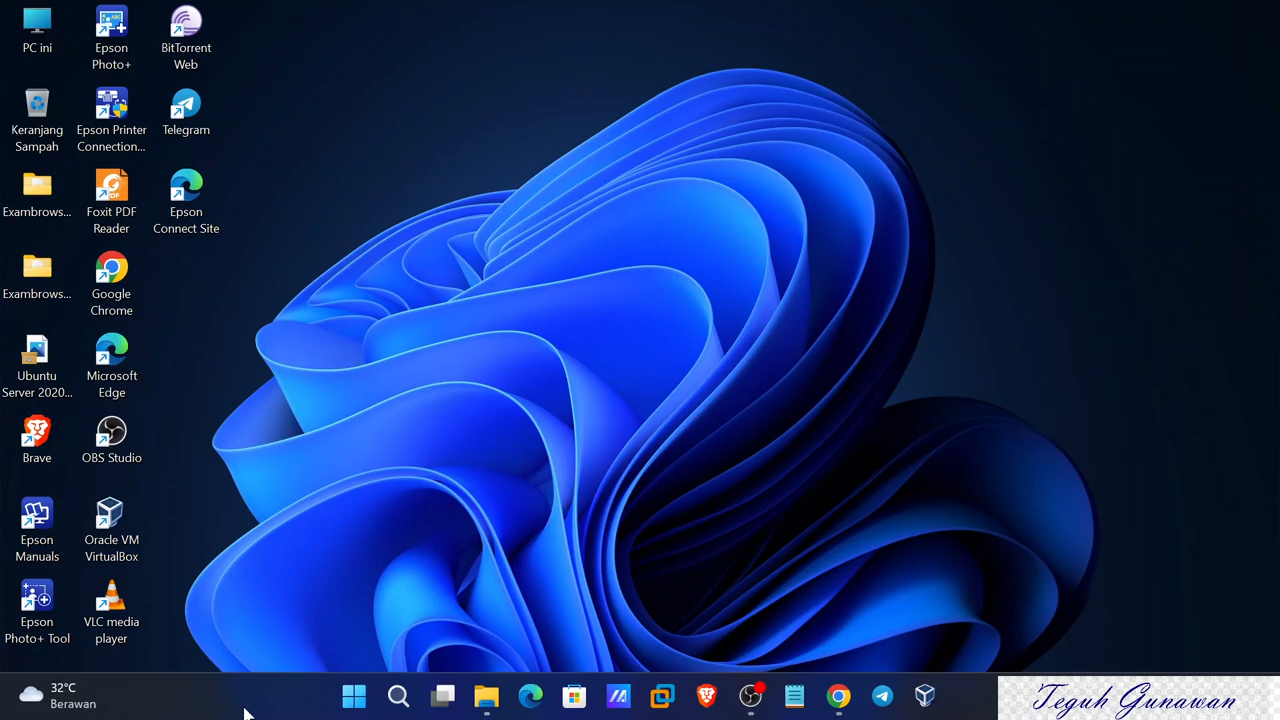 PC ini
Epson
Photo+
BitTorrent
Web
Keranjang
Sampah
Epson Printer
Connection...
Telegram
Exambrows...
Foxit PDF
Reader
Epson
Connect Site
Exambrows...
Google
Chrome
Ubuntu
Server 2020...
Microsoft
Edge
Brave
OBS Studio
Epson
Manuals
Oracle VM
VirtualBox
Epson
Photo+ Tool
VLC media
player
32°C
Berawan
Teguh Gunawan